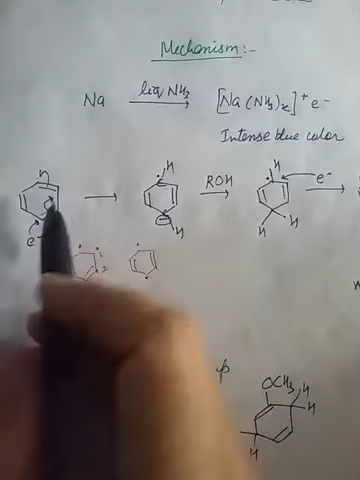 Mechanism:-
Na liq NH3 [Na(NH3)x]+ e-
Intense blue color
H H ROH H e-
e- H H H
OCH3 H
H
H